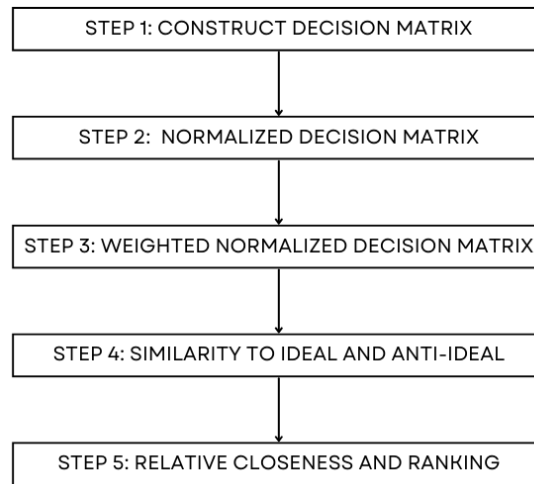 STEP 1: CONSTRUCT DECISION MATRIX
STEP 2: NORMALIZED DECISION MATRIX
STEP 3: WEIGHTED NORMALIZED DECISION MATRIX
STEP 4: SIMILARITY TO IDEAL AND ANTI-IDEAL
STEP 5: RELATIVE CLOSENESS AND RANKING